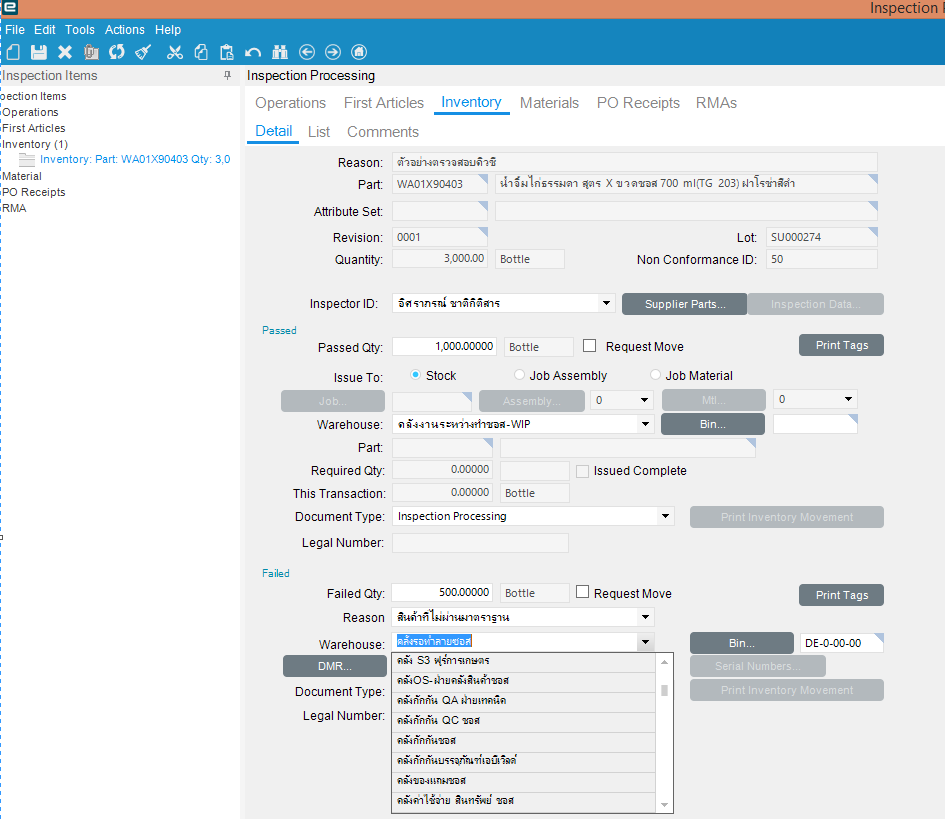 Inspection
File Edit Tools Actions Help
Inspection Items
Inspection Processing
pection Items
Operations
First Articles
Inventory (1)
Inventory: Part: WA01X90403 Qty: 3,0
Material
PO Receipts
RMA
Operations First Articles Inventory Materials PO Receipts RMAs
Detail List Comments
Reason: ตัวอย่างตรวจสอบคิวซี
Part: WA01X90403 น้ำจิ้มไก่ธรรมดา สูตร X ขวดซอส 700 ml(TG 203) ฝาโรซ่าสีดำ
Attribute Set:
Revision: 0001 Lot: SU000274
Quantity: 3,000.00 Bottle Non Conformance ID: 50
Inspector ID: อิศราภรณ์ ชาติกิติสาร Supplier Parts... Inspection Data...
Passed
Passed Qty: 1,000.00000 Bottle Request Move Print Tags
Issue To: Stock Job Assembly Job Material
Job... Assembly... 0 Mtl... 0
Warehouse: คลังงานระหว่างทำซอส-WIP Bin...
Part:
Required Qty: 0.00000 Issued Complete
This Transaction: 0.00000 Bottle
Document Type: Inspection Processing Print Inventory Movement
Legal Number:
Failed
Failed Qty: 500.00000 Bottle Request Move Print Tags
Reason สินค้าที่ไม่ผ่านมาตราฐาน
Warehouse: คลังรอทำลายซอส Bin... DE-0-00-00
DMR... Serial Numbers...
Document Type: Print Inventory Movement
Legal Number:
คลัง S3 ฟูรุ์การเกษตร
คลังOS-ฝ่ายคลังสินค้าซอส
คลังกักกัน QA ฝ่ายเทคนิค
คลังกักกัน QC ซอส
คลังกักกันซอส
คลังกักกันบรรจุภัณฑ์เอบิเวิลด์
คลังของแถมซอส
คลังค่าใช้จ่าย สินทรัพย์ ซอส